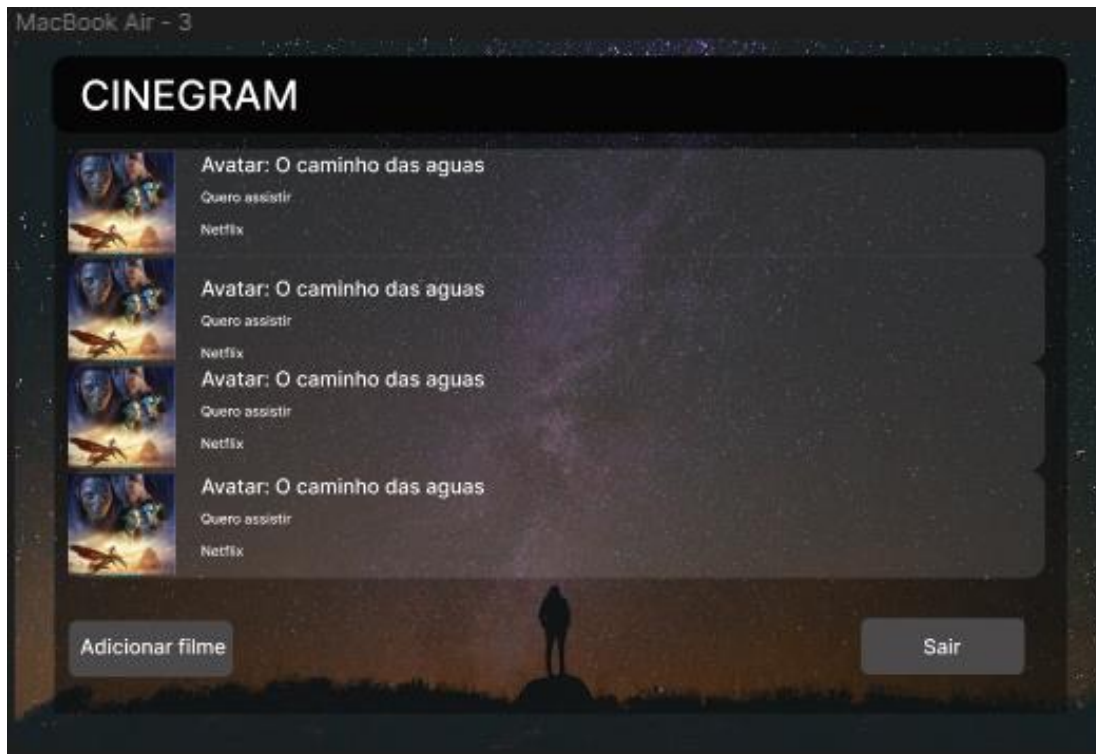 MacBook Air - 3
CINEGRAM
Avatar: O caminho das aguas
Quero assistir
Netflix
Avatar: O caminho das aguas
Quero assistir
Netflix
Avatar: O caminho das aguas
Quero assistir
Netflix
Avatar: O caminho das aguas
Quero assistir
Netflix
Adicionar filme
Sair